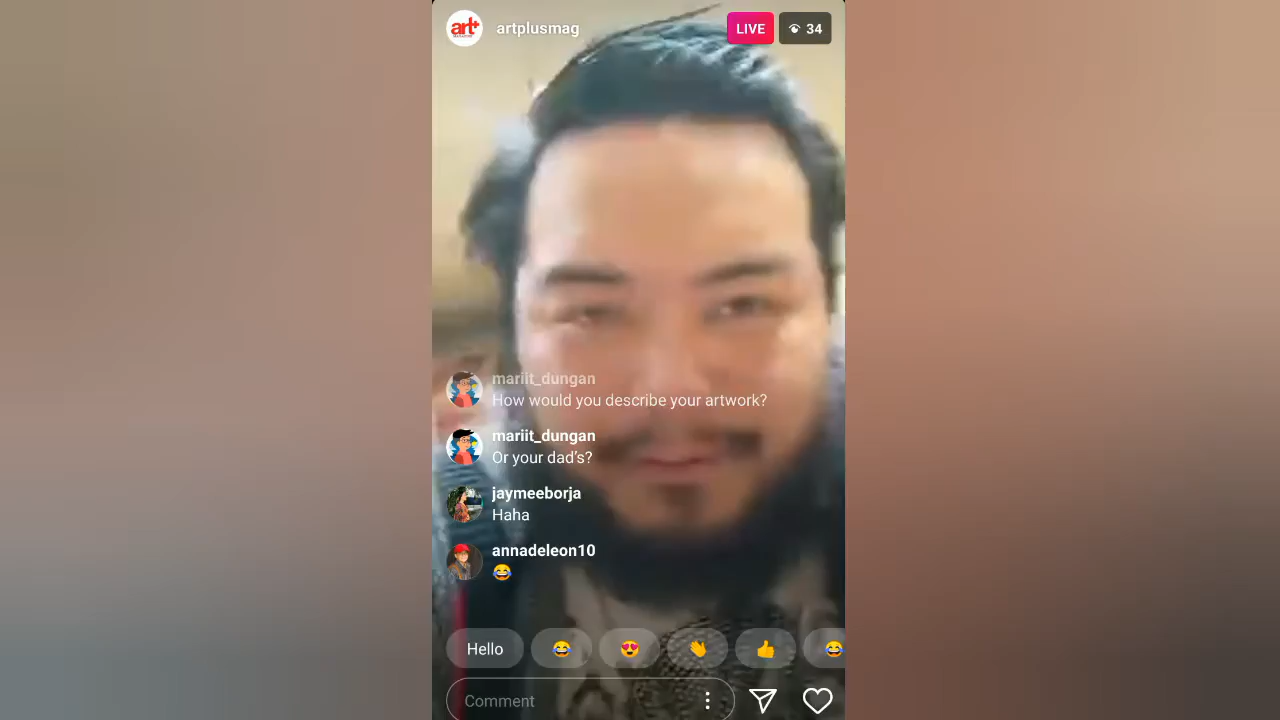 art+
artplusmag
LIVE
34
mariit_dungan
How would you describe your artwork?
mariit_dungan
Or your dad's?
jaymeeborja
Haha
annadeleon10
😂
Hello
Comment